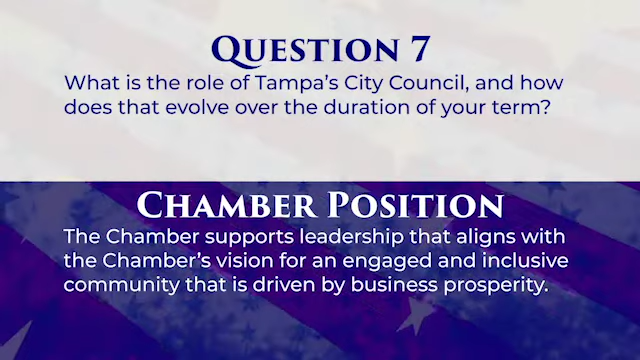 QUESTION 7
What is the role of Tampa's City Council, and how
does that evolve over the duration of your term?
CHAMBER POSITION
The Chamber supports leadership that aligns with
the Chamber's vision for an engaged and inclusive
community that is driven by business prosperity.